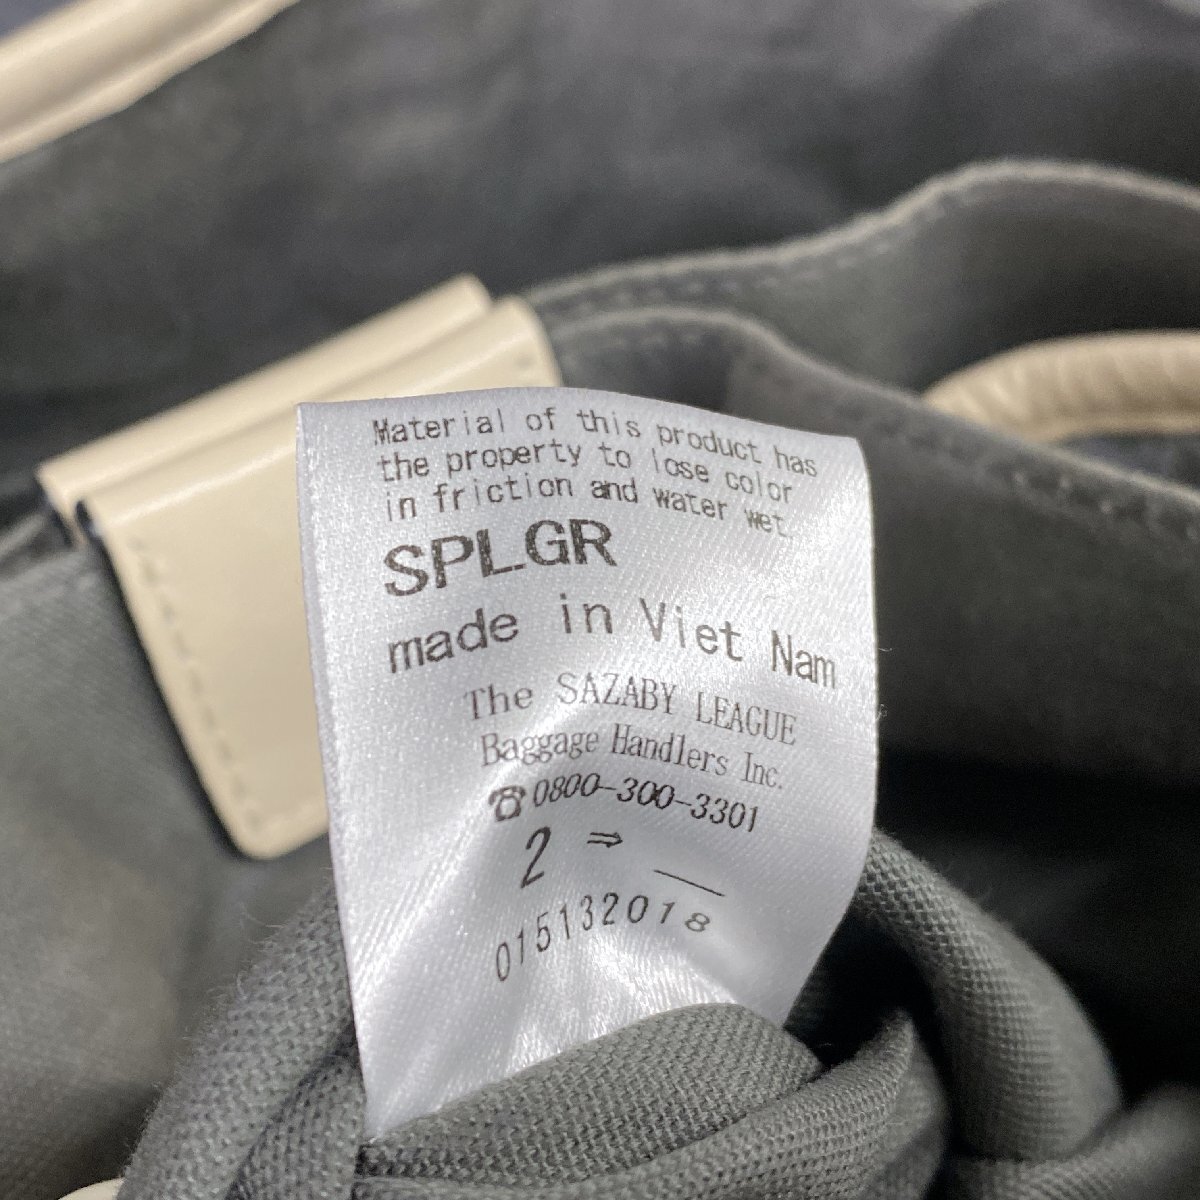 Material of this product has
the property to lose color
in friction and water wet.
SPLGR
made in Viet Nam
The SAZABY LEAGUE
Baggage Handlers Inc.
☎0800-300-3301
2 ⇒ __
015132018